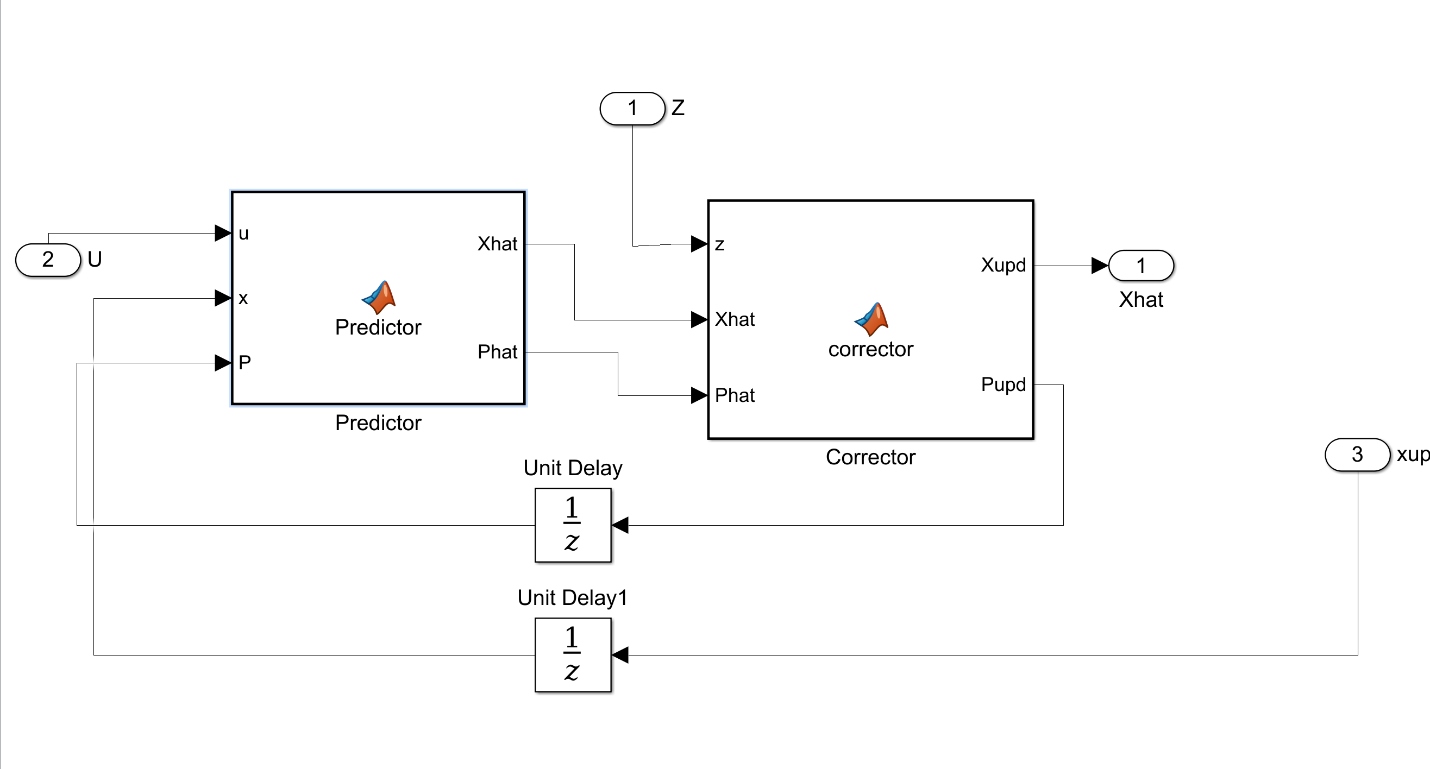 1 Z
2 U
u
x
P
Xhat
Phat
Predictor
Predictor
z
Xhat
Phat
corrector
Xupd
Pupd
Corrector
1
Xhat
3 xup
Unit Delay
1
z
Unit Delay1
1
z